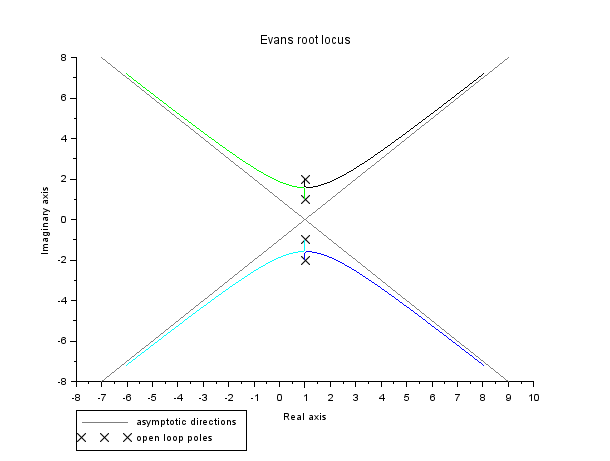 Evans root locus
Imaginary axis
8
6
4
2
0
-2
-4
-6
-8
-8 -7 -6 -5 -4 -3 -2 -1 0 1 2 3 4 5 6 7 8 9 10
Real axis
asymptotic directions
open loop poles